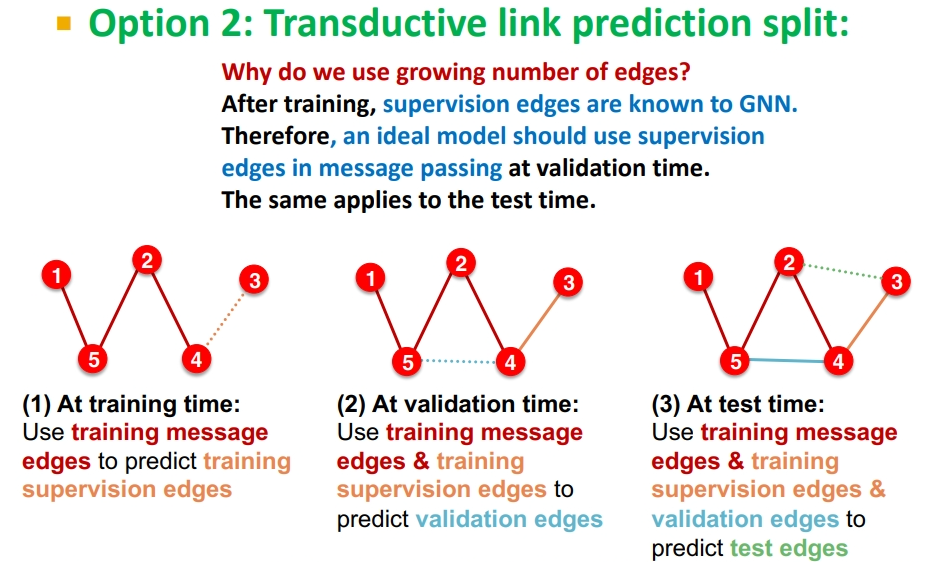 Option 2: Transductive link prediction split:
Why do we use growing number of edges?
After training, supervision edges are known to GNN.
Therefore, an ideal model should use supervision
edges in message passing at validation time.
The same applies to the test time.
1
2
3
5
4
1
2
3
5
4
1
2
3
5
4
(1) At training time:
Use training message
edges to predict training
supervision edges
(2) At validation time:
Use training message
edges & training
supervision edges to
predict validation edges
(3) At test time:
Use training message
edges & training
supervision edges &
validation edges to
predict test edges